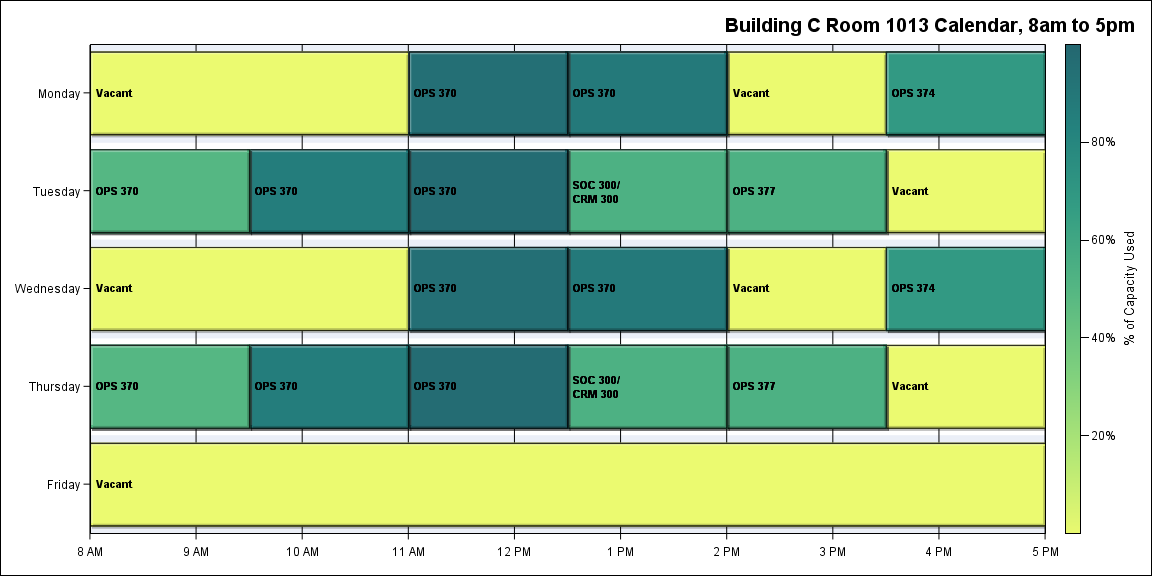 Building C Room 1013 Calendar, 8am to 5pm
Monday
Vacant
OPS 370
OPS 370
Vacant
OPS 374
Tuesday
OPS 370
OPS 370
OPS 370
SOC 300/
CRM 300
OPS 377
Vacant
Wednesday
Vacant
OPS 370
OPS 370
Vacant
OPS 374
Thursday
OPS 370
OPS 370
OPS 370
SOC 300/
CRM 300
OPS 377
Vacant
Friday
Vacant
8 AM
9 AM
10 AM
11 AM
12 PM
1 PM
2 PM
3 PM
4 PM
5 PM
80%
60%
40%
20%
% of Capacity Used